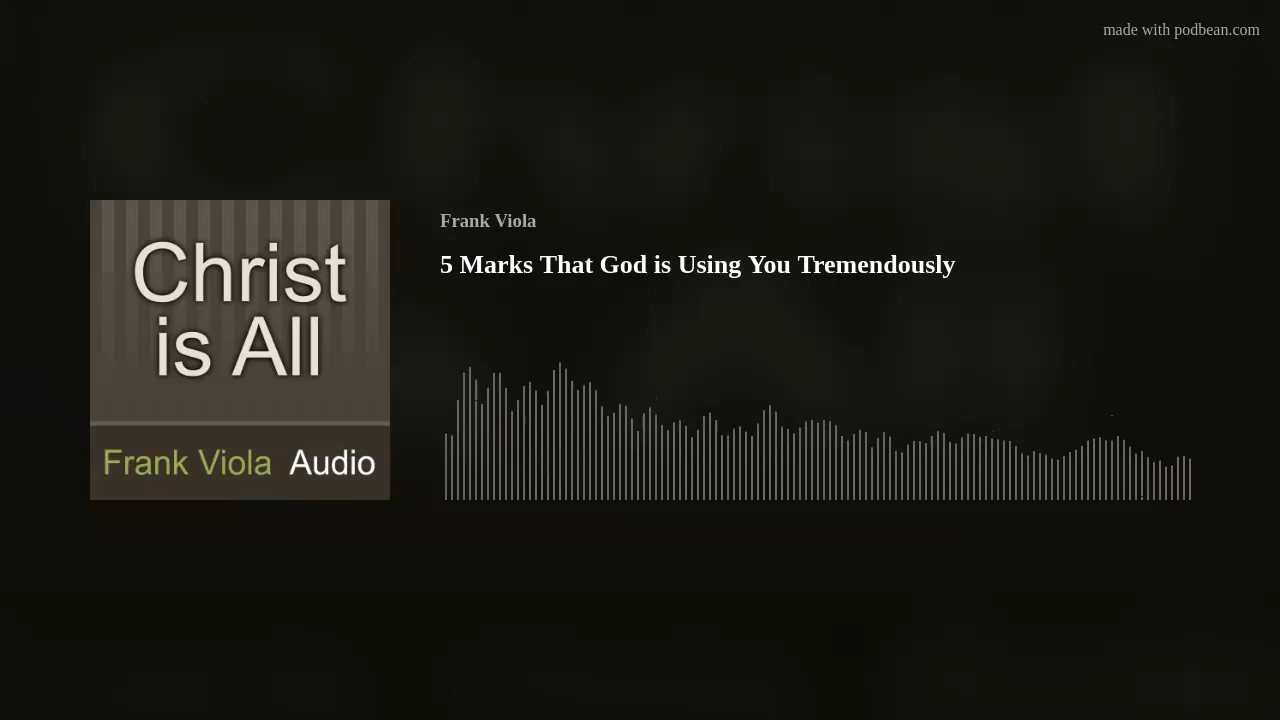 made with podbean.com
Christ
is All
Frank Viola Audio
Frank Viola
5 Marks That God is Using You Tremendously